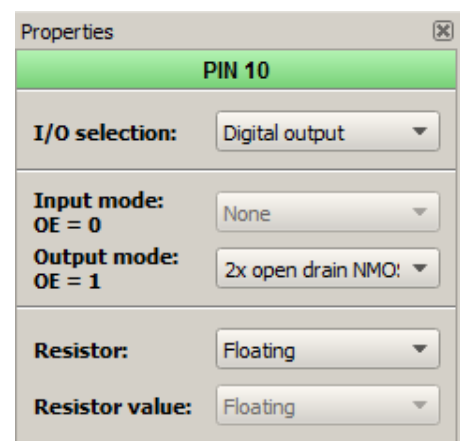 Properties
PIN 10
I/O selection: Digital output
Input mode:
OE = 0
None
Output mode:
OE = 1
2x open drain NMO
Resistor: Floating
Resistor value: Floating